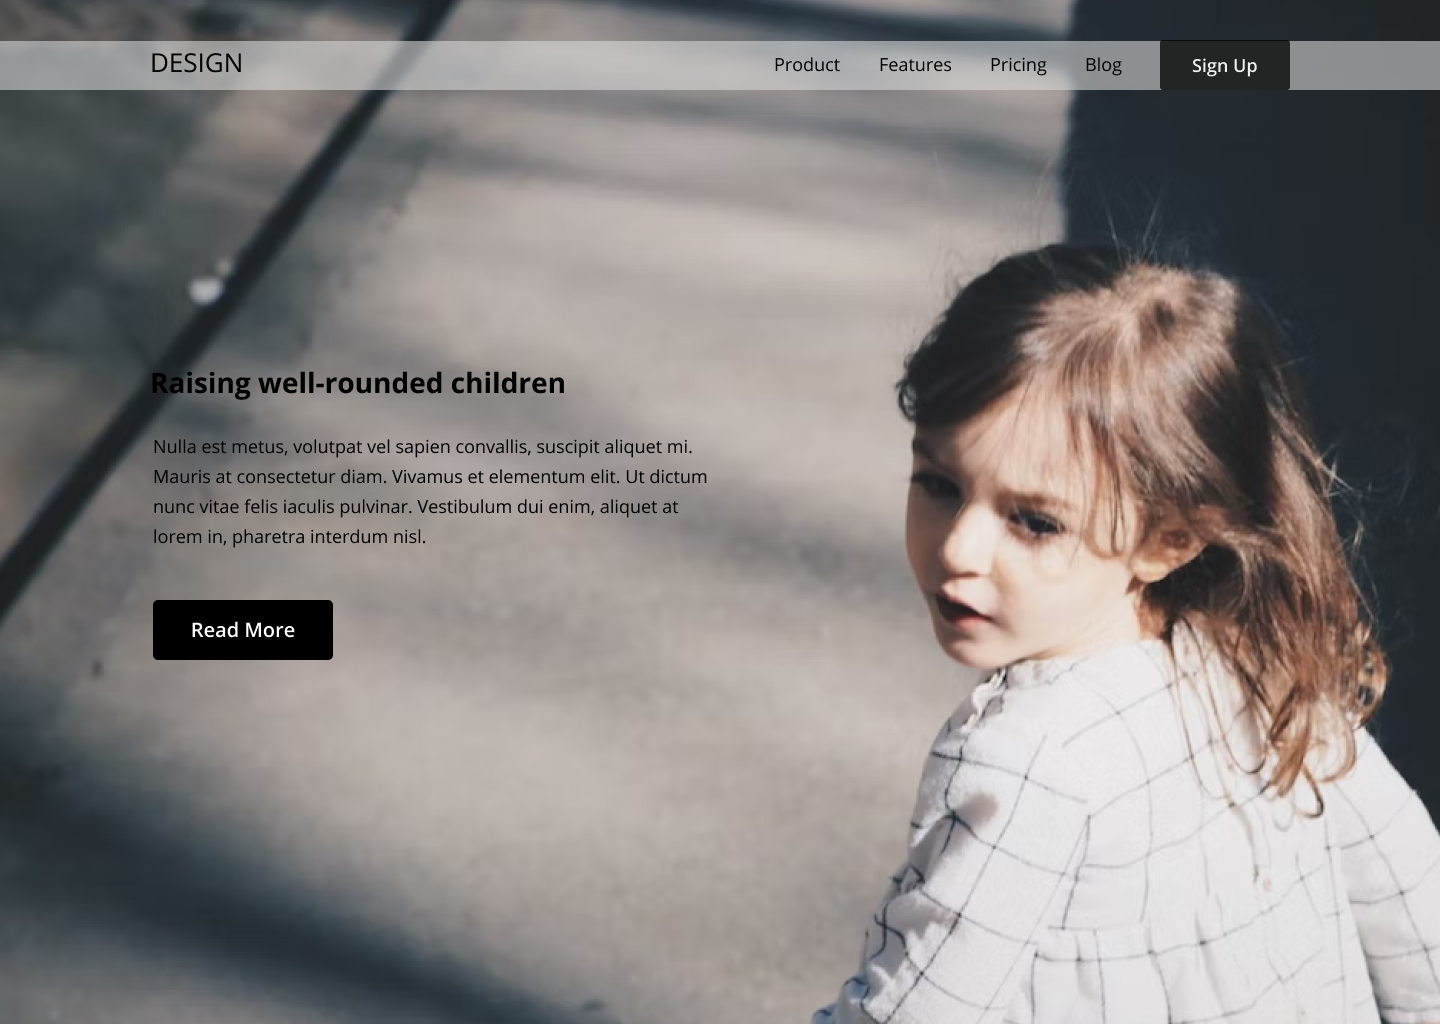 DESIGN
Product Features Pricing Blog Sign Up
Raising well-rounded children
Nulla est metus, volutpat vel sapien convallis, suscipit aliquet mi.
Mauris at consectetur diam. Vivamus et elementum elit. Ut dictum
nunc vitae felis iaculis pulvinar. Vestibulum dui enim, aliquet at
lorem in, pharetra interdum nisl.
Read More